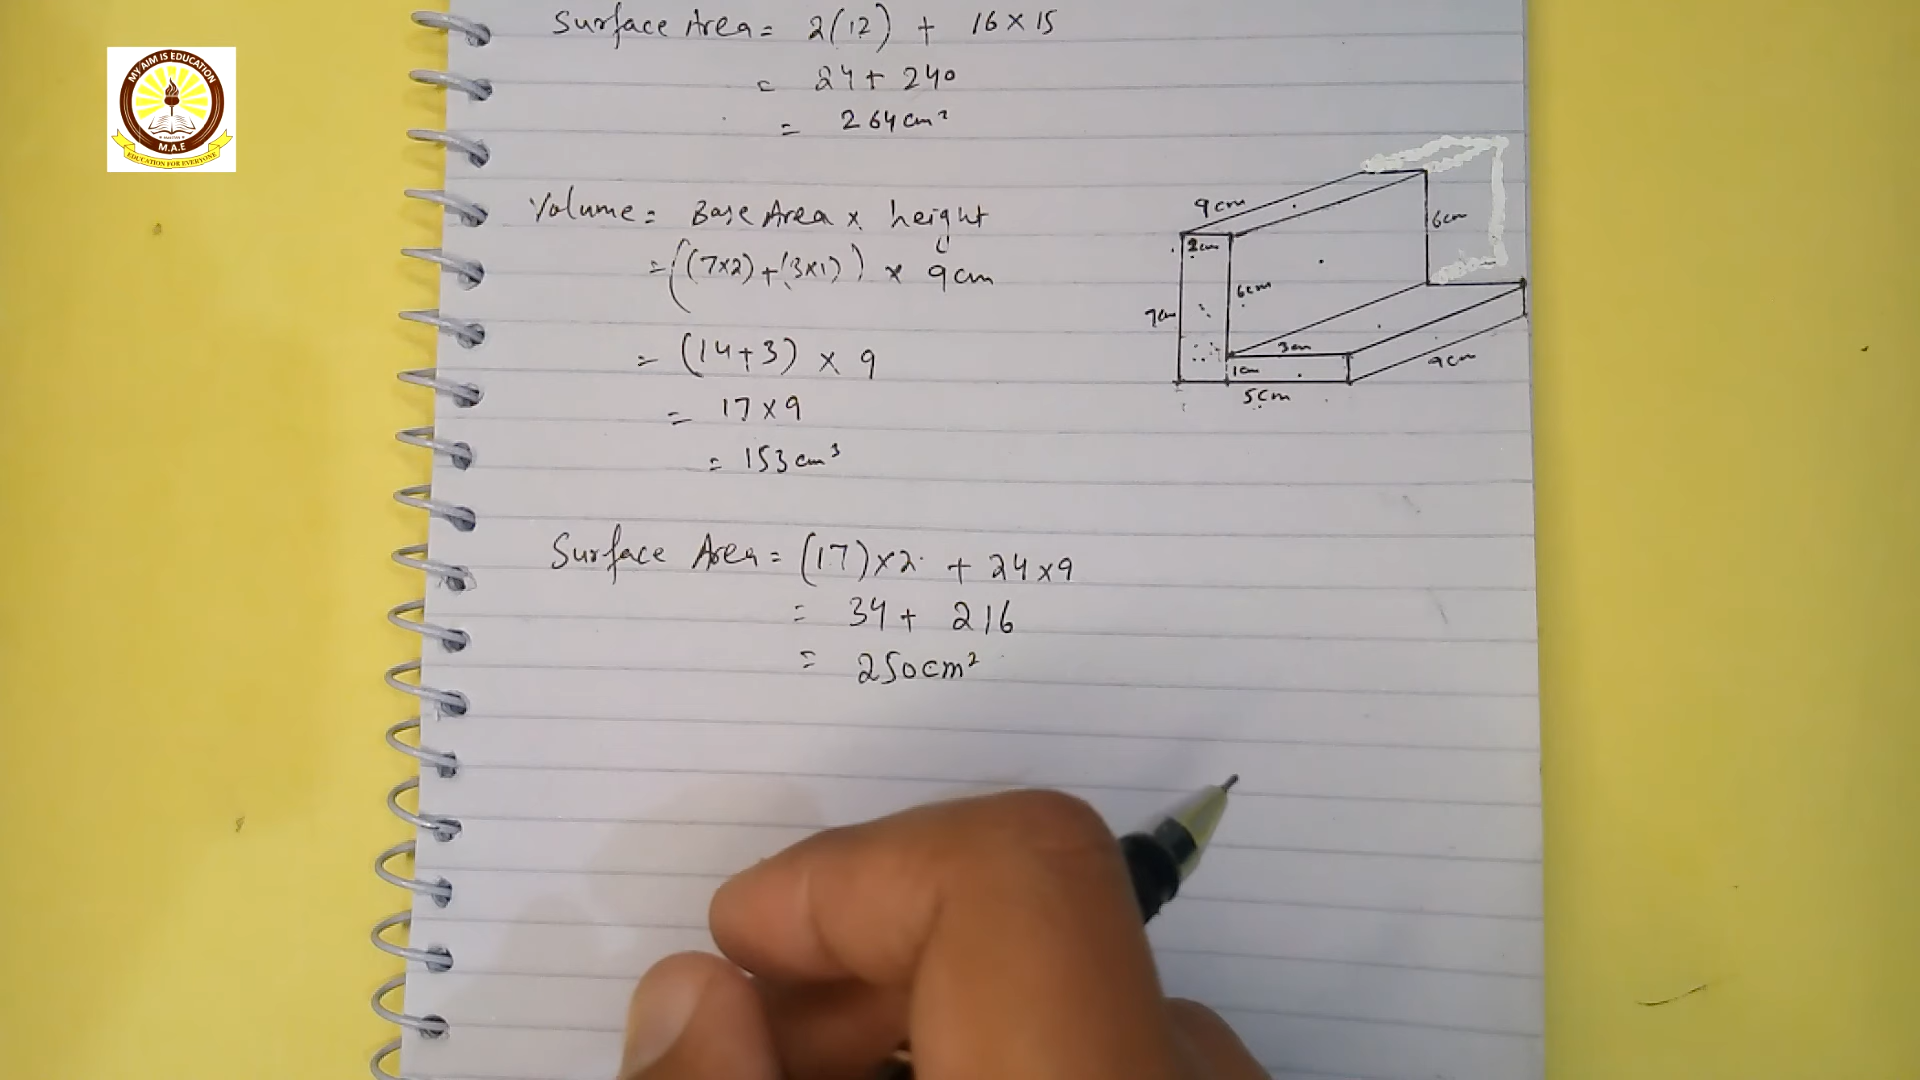 MY AIM IS EDUCATION
M.A.E
EDUCATION FOR EVERYONE
Surface Area = 2(12) + 16 × 15
= 24 + 240
= 264 cm²
Volume = Base Area × height
= ((7×2) + (3×1)) × 9cm
= (14+3) × 9
= 17 × 9
= 153 cm³
9cm
2cm
6cm
6cm
7cm
3cm
1cm
9cm
5cm
Surface Area = (17)×2 + 24×9
= 34 + 216
= 250cm²